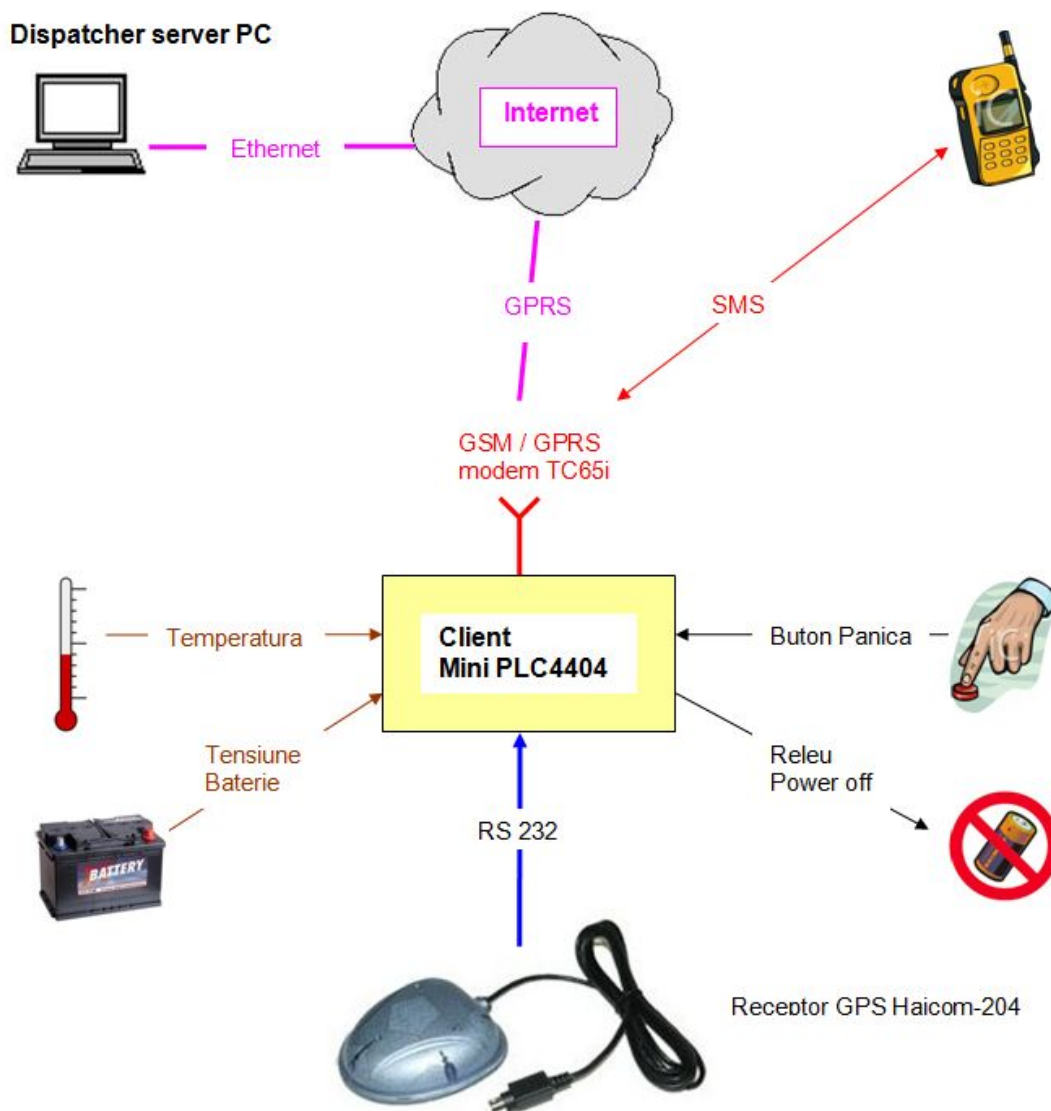 Dispatcher server PC
Internet
Ethernet
GPRS
SMS
GSM / GPRS
modem TC65i
Temperatura
Client
Mini PLC4404
Buton Panica
Tensiune
Baterie
Releu
Power off
BATTERY
RS 232
Receptor GPS Haicom-204